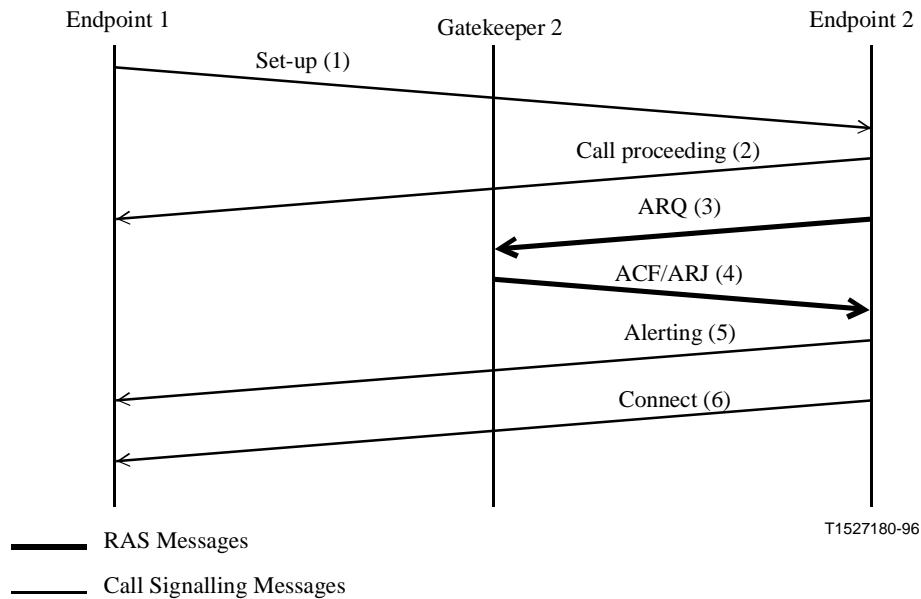 Endpoint 1
Gatekeeper 2
Endpoint 2
Set-up (1)
Call proceeding (2)
ARQ (3)
ACF/ARJ (4)
Alerting (5)
Connect (6)
T1527180-96
RAS Messages
Call Signalling Messages